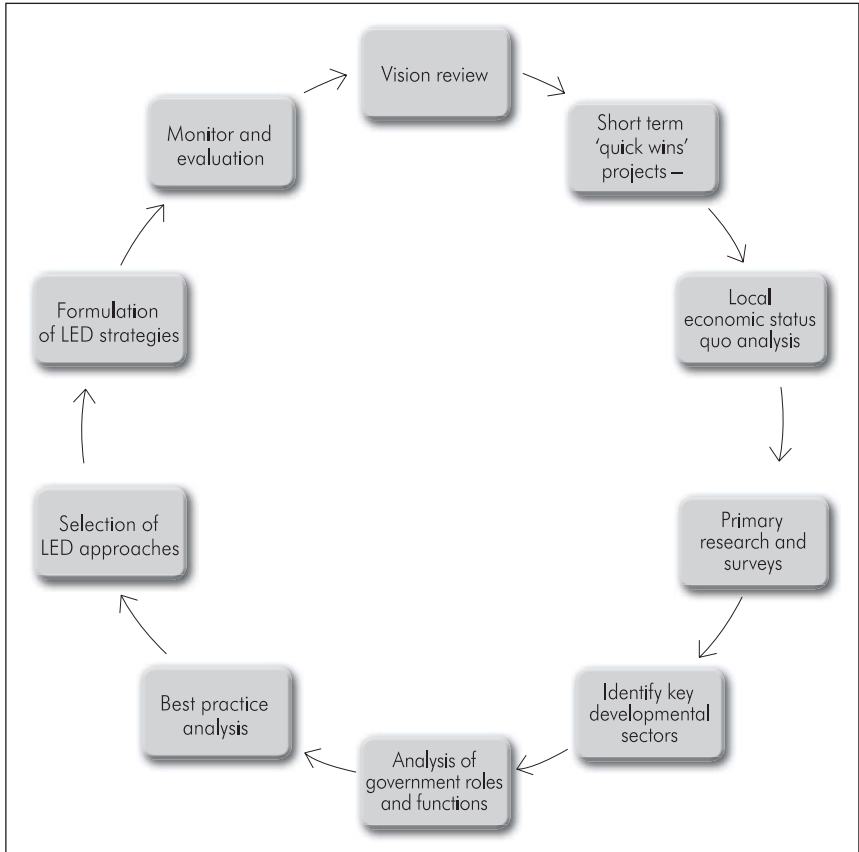 Vision review
Short term
'quick wins'
projects –
Local
economic status
quo analysis
Primary
research and
surveys
Identify key
developmental
sectors
Analysis of
government roles
and functions
Best practice
analysis
Selection of
LED approaches
Formulation
of LED strategies
Monitor and
evaluation